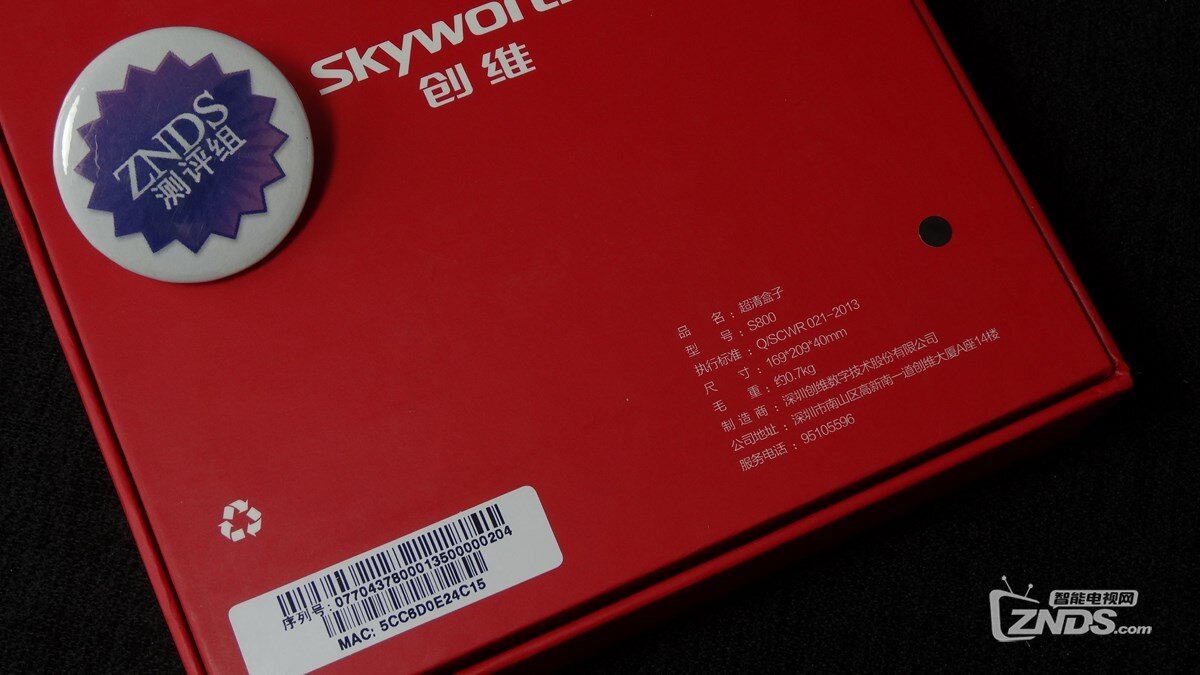 Skyworth
创维
ZNDS
测评组
品 名：超清盒子
型 号：S800
执行标准：Q/SCWR 021-2013
尺 寸：169*209*40mm
毛 重：约0.7kg
制 造 商：深圳创维数字技术股份有限公司
公司地址：深圳市南山区高新南一道创维大厦A座14楼
服务电话：95105596
序列号: 07704378000135000000204
MAC: 5CC6D0E24C15
智能电视网
ZNDS.com